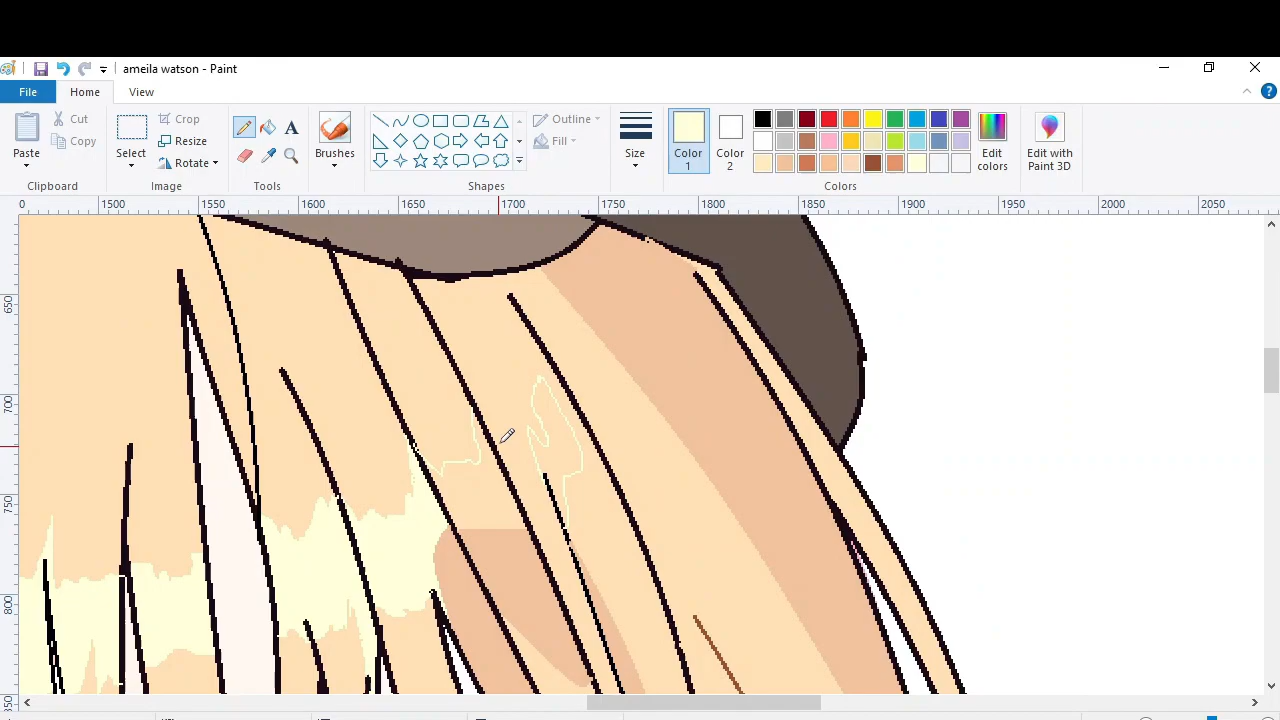 ameila watson - Paint
File Home View
Paste
Cut
Copy
Clipboard
Select
Crop
Resize
Rotate
Image
A
Tools
Brushes
Outline
Fill
Shapes
Size
Color 1
Color 2
Colors
Edit colors
Edit with Paint 3D
0 1500 1550 1600 1650 1700 1750 1800 1850 1900 1950 2000 2050
650
700
750
800
850